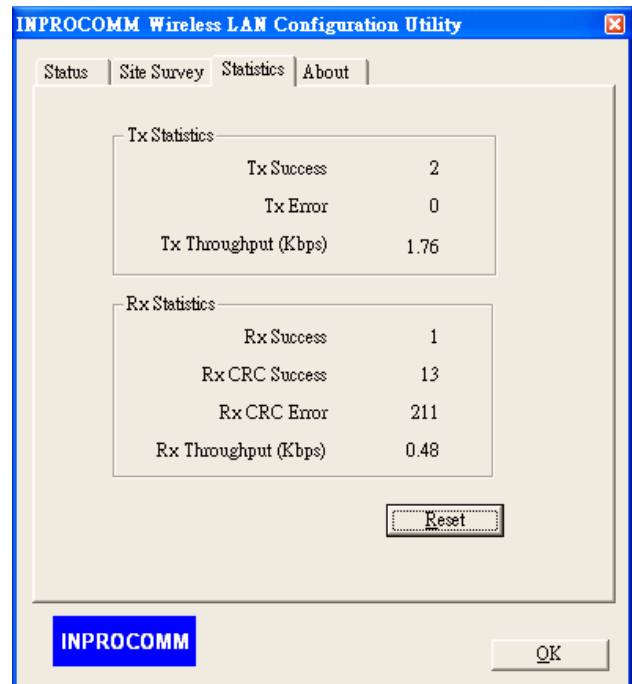 INPROCOMM Wireless LAN Configuration Utility
Status Site Survey Statistics About
Tx Statistics
Tx Success 2
Tx Error 0
Tx Throughput (Kbps) 1.76
Rx Statistics
Rx Success 1
Rx CRC Success 13
Rx CRC Error 211
Rx Throughput (Kbps) 0.48
Reset
INPROCOMM
OK